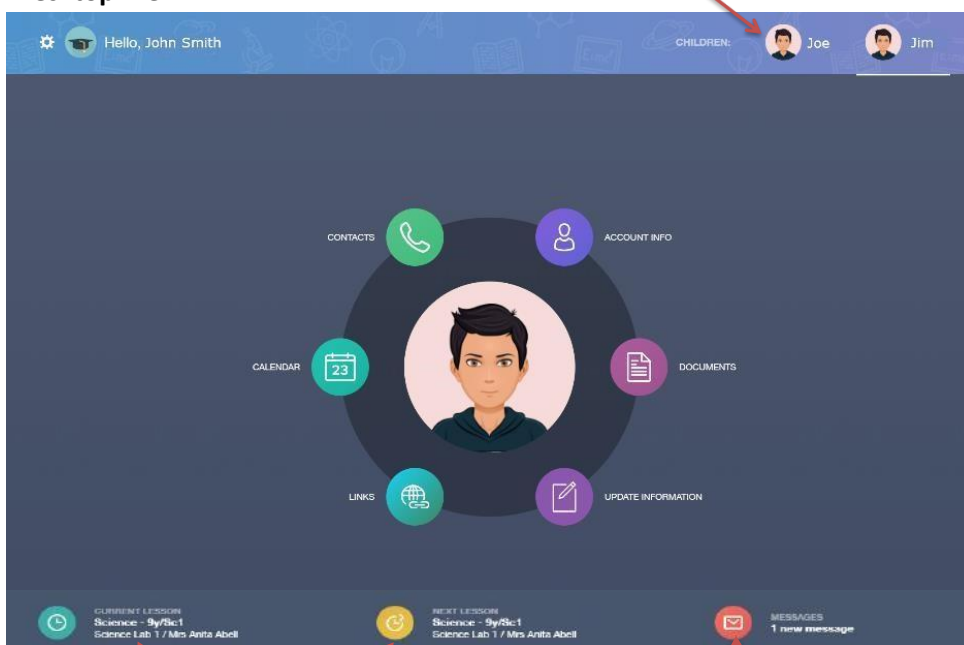 Hello, John Smith
CHILDREN:
Joe
Jim
CONTACTS
ACCOUNT INFO
CALENDAR
23
DOCUMENTS
LINKS
UPDATE INFORMATION
CURRENT LESSON
Science - 9y/Sc1
Science Lab 1 / Mrs Anita Abell
NEXT LESSON
Science - 9y/Sc1
Science Lab 1 / Mrs Anita Abell
MESSAGES
1 new message